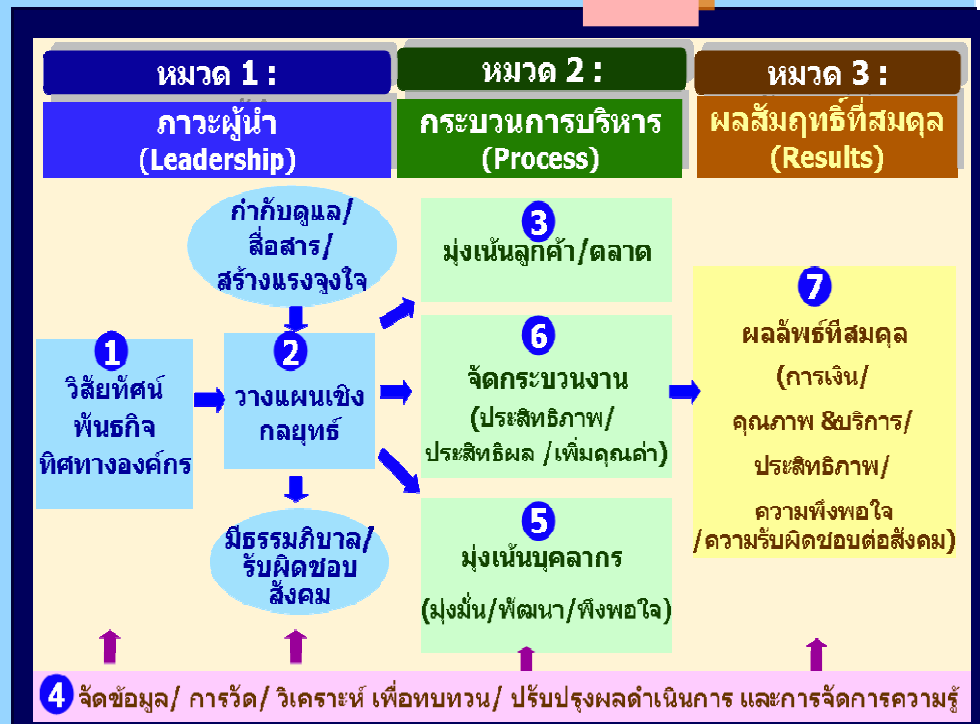 หมวด 1 :
ภาวะผู้นำ
(Leadership)
หมวด 2 :
กระบวนการบริหาร
(Process)
หมวด 3 :
ผลสัมฤทธิ์ที่สมดุล
(Results)
กำกับดูแล/
สื่อสาร/
สร้างแรงจูงใจ
1
วิสัยทัศน์
พันธกิจ
ทิศทางองค์กร
2
วางแผนเชิง
กลยุทธ์
มีธรรมภิบาล/
รับผิดชอบ
สังคม
3
มุ่งเน้นลูกค้า/ตลาด
6
จัดกระบวนงาน
(ประสิทธิภาพ/
ประสิทธิผล /เพิ่มคุณค่า)
5
มุ่งเน้นบุคลากร
(มุ่งมั่น/พัฒนา/พึงพอใจ)
7
ผลลัพธ์ที่สมดุล
(การเงิน/
คุณภาพ &บริการ/
ประสิทธิภาพ/
ความพึงพอใจ
/ความรับผิดชอบต่อสังคม)
4 จัดข้อมูล/ การวัด/ วิเคราะห์ เพื่อทบทวน/ ปรับปรุงผลดำเนินการ และการจัดการความรู้